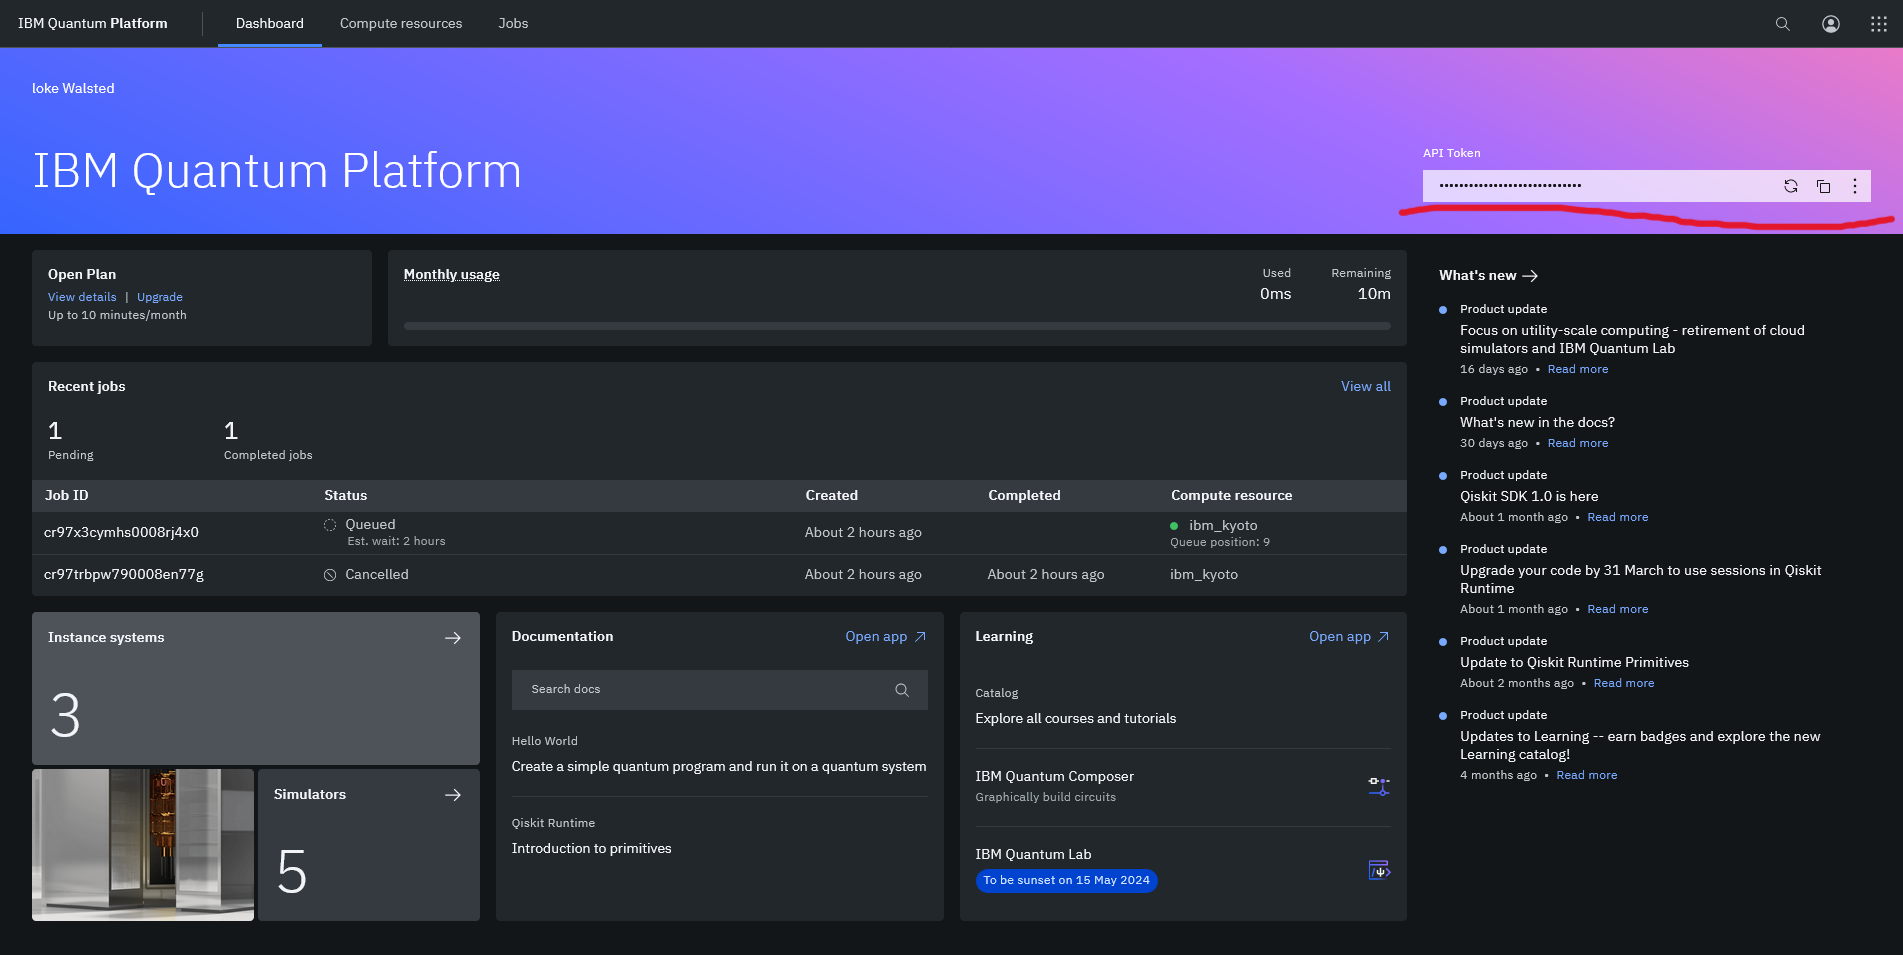 IBM Quantum Platform
Dashboard
Compute resources
Jobs
loke Walsted
IBM Quantum Platform
API Token
•••••••••••••••••••••••••••••
Open Plan
View details | Upgrade
Up to 10 minutes/month
Monthly usage
Used
0ms
Remaining
10m
Recent jobs
View all
1
Pending
1
Completed jobs
Job ID Status Created Completed Compute resource
cr97x3cymhs0008rj4x0 Queued About 2 hours ago ibm_kyoto
Est. wait: 2 hours Queue position: 9
cr97trbpw790008en77g Cancelled About 2 hours ago About 2 hours ago ibm_kyoto
Instance systems
3
Simulators
5
Documentation
Open app
Search docs
Hello World
Create a simple quantum program and run it on a quantum system
Qiskit Runtime
Introduction to primitives
Learning
Open app
Catalog
Explore all courses and tutorials
IBM Quantum Composer
Graphically build circuits
IBM Quantum Lab
To be sunset on 15 May 2024
What's new
Product update
Focus on utility-scale computing - retirement of cloud
simulators and IBM Quantum Lab
16 days ago • Read more
Product update
What's new in the docs?
30 days ago • Read more
Product update
Qiskit SDK 1.0 is here
About 1 month ago • Read more
Product update
Upgrade your code by 31 March to use sessions in Qiskit
Runtime
About 1 month ago • Read more
Product update
Update to Qiskit Runtime Primitives
About 2 months ago • Read more
Product update
Updates to Learning -- earn badges and explore the new
Learning catalog!
4 months ago • Read more